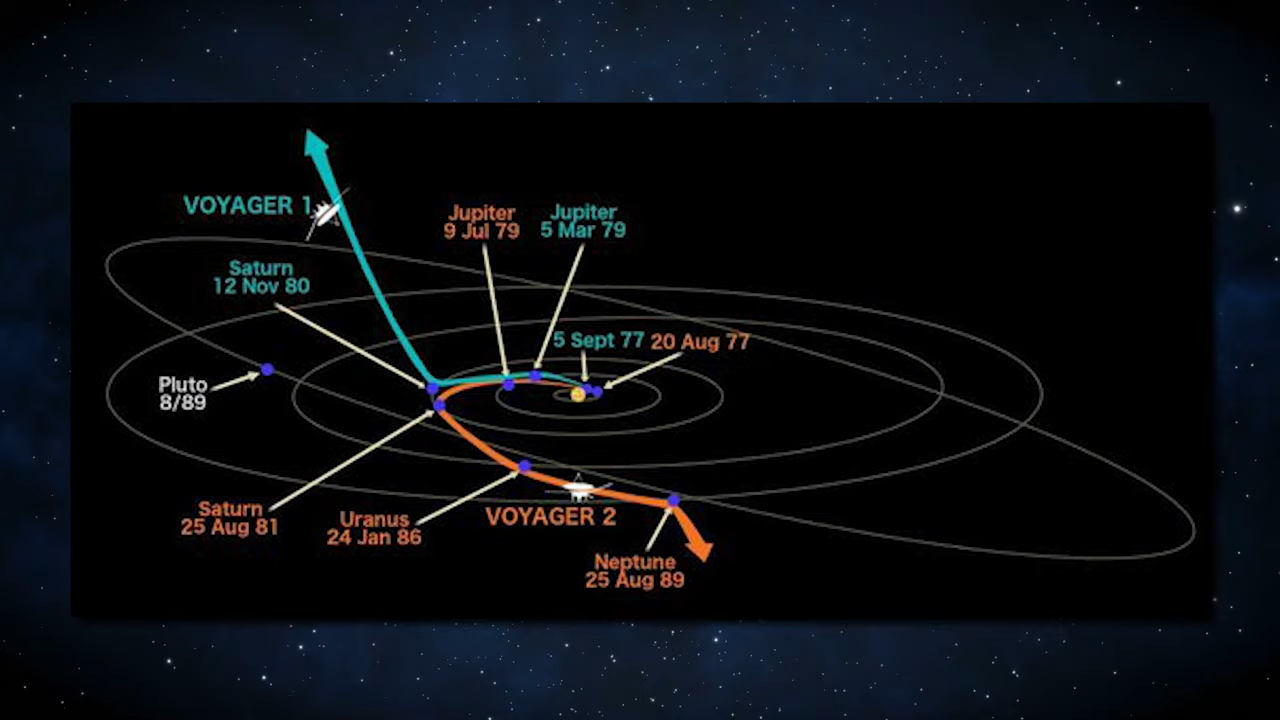 VOYAGER 1
Jupiter
9 Jul 79
Jupiter
5 Mar 79
Saturn
12 Nov 80
5 Sept 77
20 Aug 77
Pluto
8/89
Saturn
25 Aug 81
Uranus
24 Jan 86
VOYAGER 2
Neptune
25 Aug 89